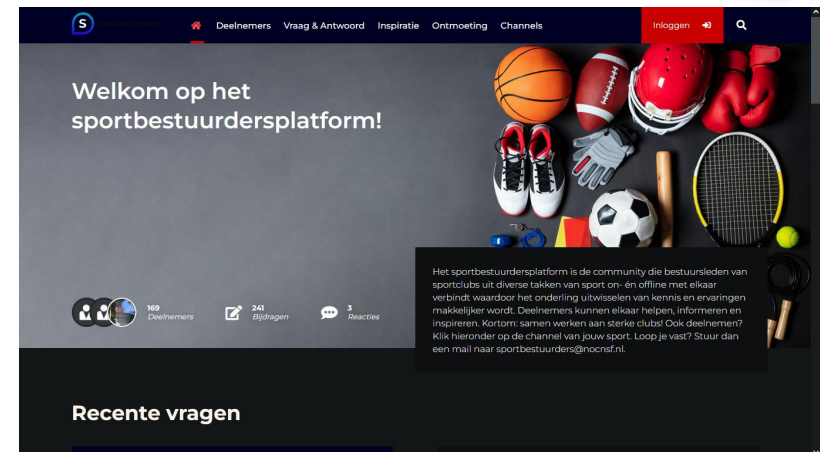 S
Deelnemers Vraag & Antwoord Inspiratie Ontmoeting Channels Inloggen
Welkom op het
sportbestuurdersplatform!
Het sportbestuurdersplatform is de community die bestuursleden van
sportclubs uit diverse takken van sport on- én offline met elkaar
verbindt waardoor het onderling uitwisselen van kennis en ervaringen
makkelijker wordt. Deelnemers kunnen elkaar helpen, informeren en
inspireren. Kortom: samen werken aan sterke clubs! Ook deelnemen?
Klik hieronder op de channel van jouw sport. Loop je vast? Stuur dan
een mail naar sportbestuurders@nocnsf.nl.
169
Deelnemers
241
Bijdragen
3
Reacties
Recente vragen